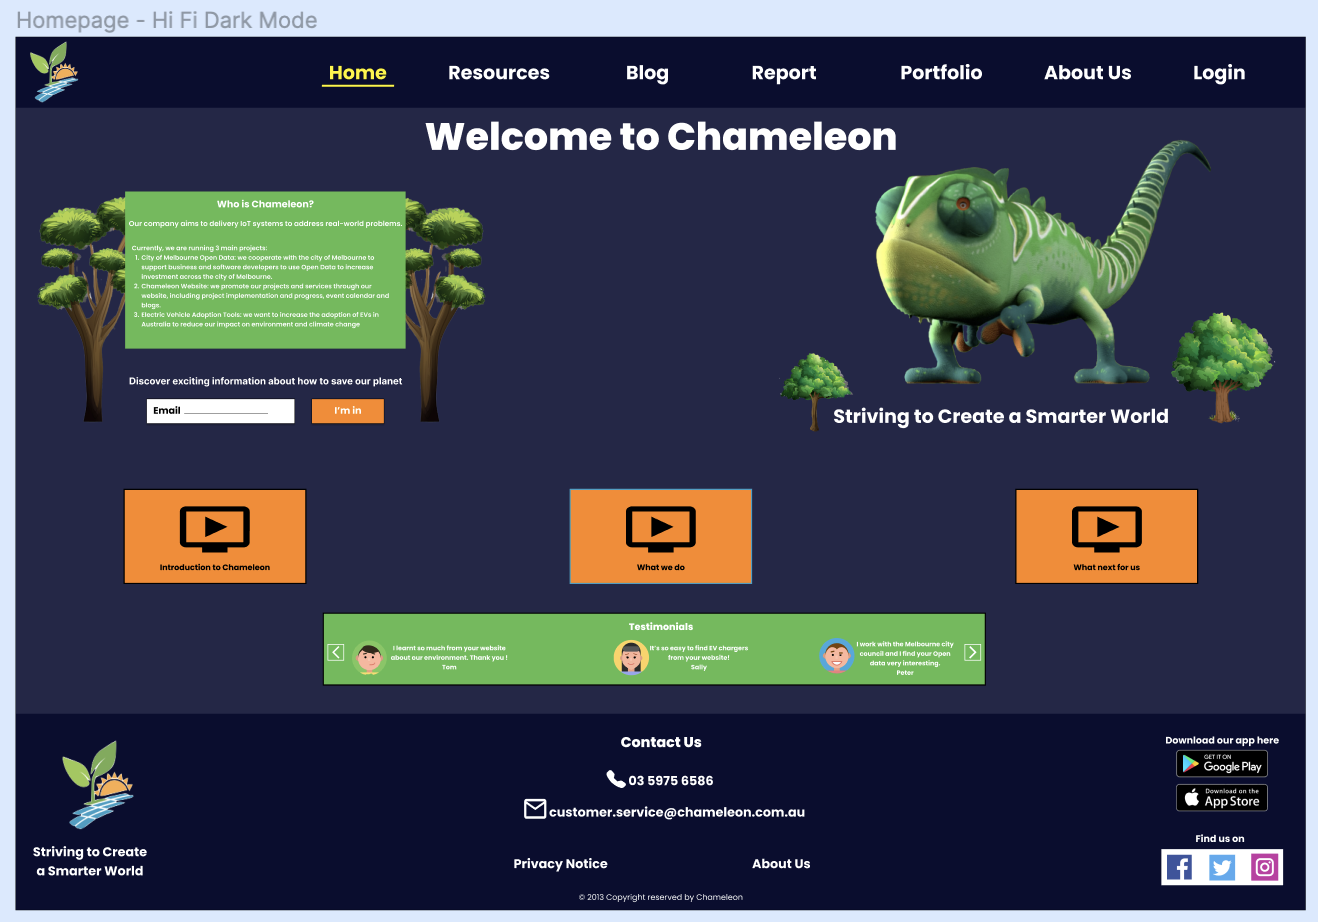 Homepage - Hi Fi Dark Mode
Home Resources Blog Report Portfolio About Us Login
Welcome to Chameleon
Who is Chameleon?
Our company aims to delivery IoT systems to address real-world problems.
Currently, we are running 3 main projects:
1. City of Melbourne Open Data: we cooperate with the city of Melbourne to
support business and software developers to use Open Data to increase
Investment across the city of Melbourne.
2. Chameleon Website: we promote our projects and services through our
website, including project implementation and progress, event calendar and
blogs.
3. Electric Vehicle Adoption Tools: we want to increase the adoption of EVs in
Australia to reduce our impact on environment and climate change
Discover exciting information about how to save our planet
Email ______________
I'm in
Striving to Create a Smarter World
Introduction to Chameleon
What we do
What next for us
Testimonials
I learnt so much from your website
about our environment. Thank you !
Tom
It's so easy to find EV chargers
from your website!
Sally
I work with the Melbourne city
council and I find your Open
data very interesting.
Peter
Striving to Create
a Smarter World
Contact Us
03 5975 6586
customer.service@chameleon.com.au
Privacy Notice
About Us
© 2013 Copyright reserved by Chameleon
Download our app here
GET IT ON
Google Play
Download on the
App Store
Find us on